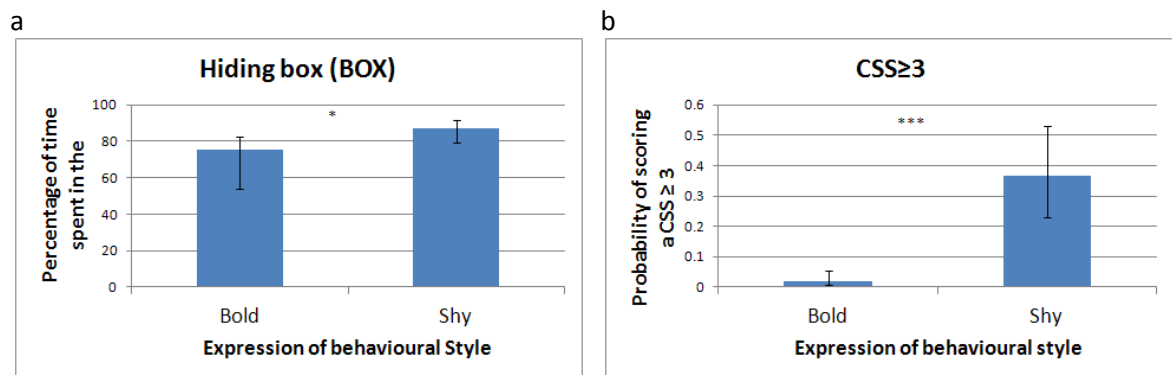 a
Hiding box (BOX)
Percentage of time
spent in the
100
80
60
40
20
0
*
Bold
Shy
Expression of behavioural Style
b
CSS≥3
Probability of scoring
a CSS ≥ 3
0.6
0.5
0.4
0.3
0.2
0.1
0
***
Bold
Shy
Expression of behavioural style